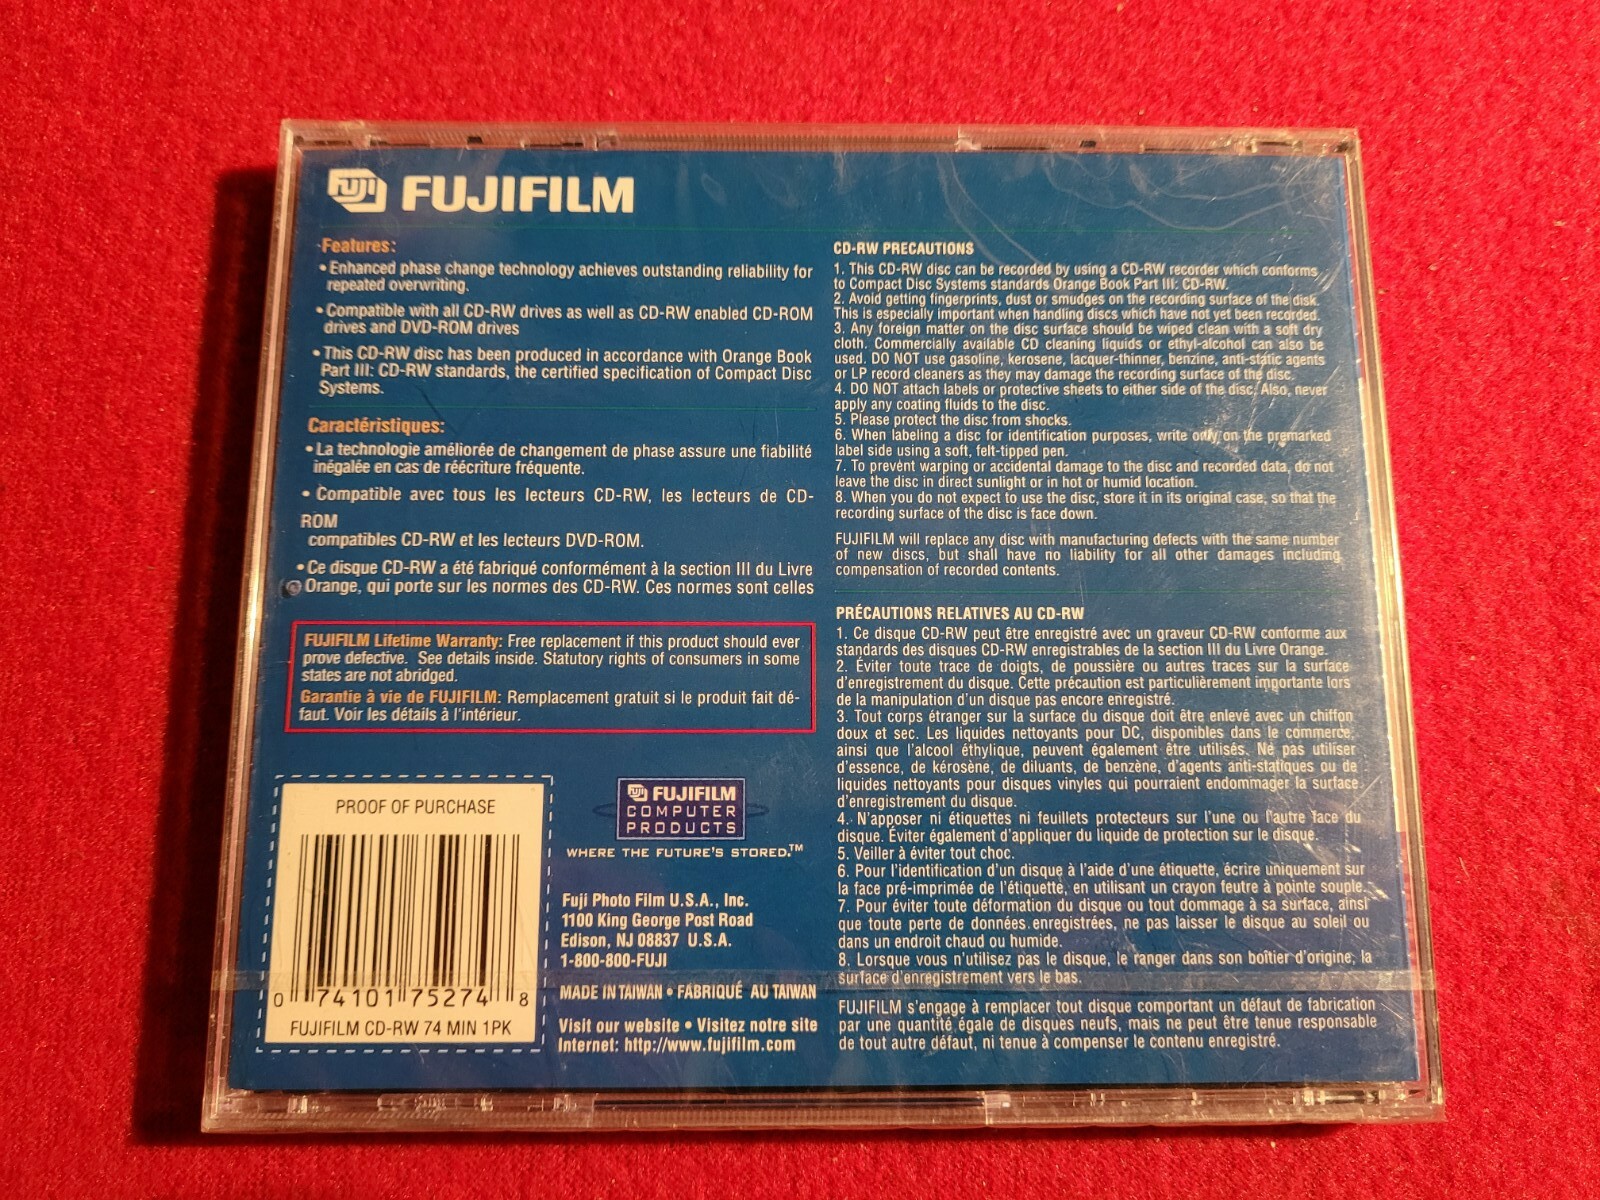 FUJI FUJIFILM
Features:
• Enhanced phase change technology achieves outstanding reliability for
repeated overwriting.
• Compatible with all CD-RW drives as well as CD-RW enabled CD-ROM
drives and DVD-ROM drives
• This CD-RW disc has been produced in accordance with Orange Book
Part III: CD-RW standards, the certified specification of Compact Disc
Systems.
Caractéristiques:
• La technologie améliorée de changement de phase assure une fiabilité
inégalée en cas de réécriture fréquente.
• Compatible avec tous les lecteurs CD-RW, les lecteurs de CD-
ROM
compatibles CD-RW et les lecteurs DVD-ROM.
• Ce disque CD-RW a été fabriqué conformément à la section III du Livre
Orange, qui porte sur les normes des CD-RW. Ces normes sont celles
FUJIFILM Lifetime Warranty: Free replacement if this product should ever
prove defective. See details inside. Statutory rights of consumers in some
states are not abridged.
Garantie à vie de FUJIFILM: Remplacement gratuit si le produit fait dé-
faut. Voir les détails à l'intérieur.
PROOF OF PURCHASE
0 74101 75274 8
FUJIFILM CD-RW 74 MIN 1PK
FUJI FUJIFILM
COMPUTER
PRODUCTS
WHERE THE FUTURE'S STORED.™
Fuji Photo Film U.S.A., Inc.
1100 King George Post Road
Edison, NJ 08837 U.S.A.
1-800-800-FUJI
MADE IN TAIWAN • FABRIQUÉ AU TAIWAN
Visit our website • Visitez notre site
Internet: http://www.fujifilm.com
CD-RW PRECAUTIONS
1. This CD-RW disc can be recorded by using a CD-RW recorder which conforms
to Compact Disc Systems standards Orange Book Part III: CD-RW.
2. Avoid getting fingerprints, dust or smudges on the recording surface of the disk.
This is especially important when handling discs which have not yet been recorded.
3. Any foreign matter on the disc surface should be wiped clean with a soft dry
cloth. Commercially available CD cleaning liquids or ethyl-alcohol can also be
used. DO NOT use gasoline, kerosene, lacquer-thinner, benzine, anti-static agents
or LP record cleaners as they may damage the recording surface of the disc.
4. DO NOT attach labels or protective sheets to either side of the disc. Also, never
apply any coating fluids to the disc.
5. Please protect the disc from shocks.
6. When labeling a disc for identification purposes, write only on the premarked
label side using a soft, felt-tipped pen.
7. To prevent warping or accidental damage to the disc and recorded data, do not
leave the disc in direct sunlight or in hot or humid location.
8. When you do not expect to use the disc, store it in its original case, so that the
recording surface of the disc is face down.
FUJIFILM will replace any disc with manufacturing defects with the same number
of new discs, but shall have no liability for all other damages including
compensation of recorded contents.
PRÉCAUTIONS RELATIVES AU CD-RW
1. Ce disque CD-RW peut être enregistré avec un graveur CD-RW conforme aux
standards des disques CD-RW enregistrables de la section III du Livre Orange.
2. Éviter toute trace de doigts, de poussière ou autres traces sur la surface
d'enregistrement du disque. Cette précaution est particulièrement importante lors
de la manipulation d'un disque pas encore enregistré.
3. Tout corps étranger sur la surface du disque doit être enlevé avec un chiffon
doux et sec. Les liquides nettoyants pour DC, disponibles dans le commerce,
ainsi que l'alcool éthylique, peuvent également être utilisés. Ne pas utiliser
d'essence, de kérosène, de diluants, de benzène, d'agents anti-statiques ou de
liquides nettoyants pour disques vinyles qui pourraient endommager la surface
d'enregistrement du disque.
4. N'apposer ni étiquettes ni feuillets protecteurs sur l'une ou l'autre face du
disque. Éviter également d'appliquer du liquide de protection sur le disque.
5. Veiller à éviter tout choc.
6. Pour l'identification d'un disque à l'aide d'une étiquette, écrire uniquement sur
la face pré-imprimée de l'étiquette, en utilisant un crayon feutre à pointe souple.
7. Pour éviter toute déformation du disque ou tout dommage à sa surface, ainsi
que toute perte de données enregistrées, ne pas laisser le disque au soleil ou
dans un endroit chaud ou humide.
8. Lorsque vous n'utilisez pas le disque, le ranger dans son boîtier d'origine, la
surface d'enregistrement vers le bas.
FUJIFILM s'engage à remplacer tout disque comportant un défaut de fabrication
par une quantité égale de disques neufs, mais ne peut être tenue responsable
de tout autre défaut, ni tenue à compenser le contenu enregistré.